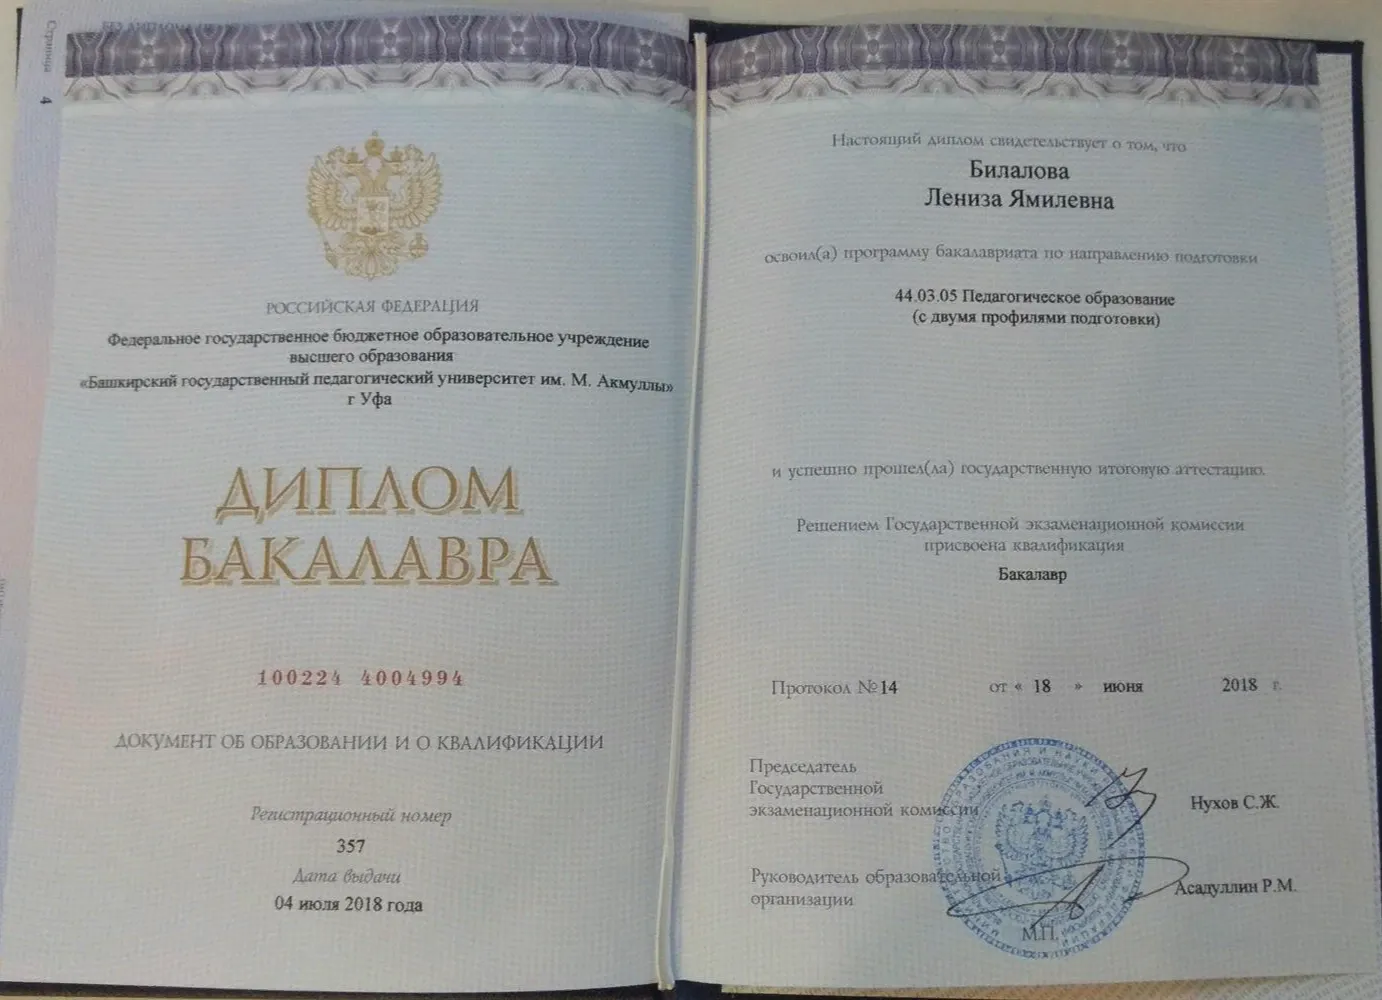 Страница 4
РОССИЙСКАЯ ФЕДЕРАЦИЯ
Федеральное государственное бюджетное образовательное учреждение
высшего образования
«Башкирский государственный педагогический университет им. М. Акмуллы»
г Уфа
ДИПЛОМ
БАКАЛАВРА
100224 4004994
ДОКУМЕНТ ОБ ОБРАЗОВАНИИ И О КВАЛИФИКАЦИИ
Регистрационный номер
357
Дата выдачи
04 июля 2018 года
Настоящий диплом свидетельствует о том, что
Билалова
Лениза Ямилевна
освоил(а) программу бакалавриата по направлению подготовки
44.03.05 Педагогическое образование
(с двумя профилями подготовки)
и успешно прошел(ла) государственную итоговую аттестацию.
Решением Государственной экзаменационной комиссии
присвоена квалификация
Бакалавр
Протокол №14 от « 18 » июня 2018 г.
Председатель
Государственной
экзаменационной комиссии
Нухов С.Ж.
Руководитель образовательной
организации
Асадуллин Р.М.
М.П.